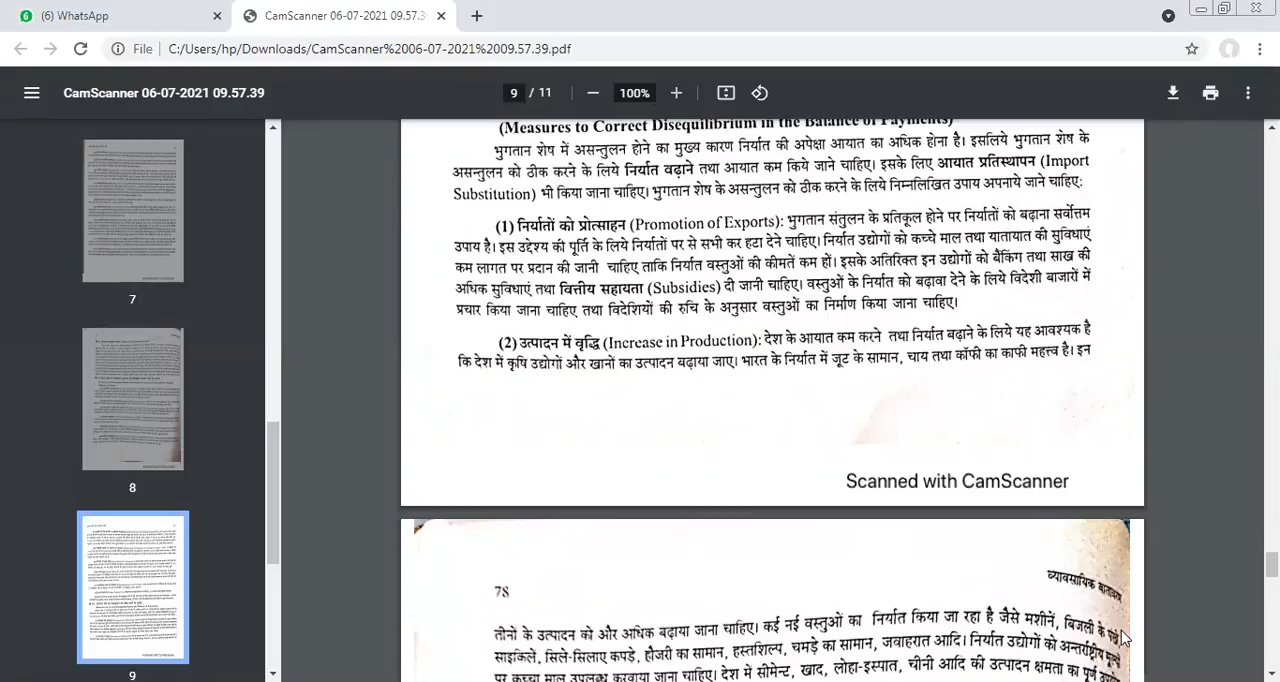 (6) WhatsApp
CamScanner 06-07-2021 09.57.3
File
C:/Users/hp/Downloads/CamScanner%2006-07-2021%2009.57.39.pdf
CamScanner 06-07-2021 09.57.39
9 / 11
100%
7
8
9
(Measures to Correct Disequilibrium in the Balance of Payments)
भुगतान शेष में असन्तुलन होने का मुख्य कारण निर्यात की अपेक्षा आयात का अधिक होना है। इसलिये भुगतान शेष के
असन्तुलन को ठीक करने के लिये निर्यात बढ़ाने तथा आयात कम किये जाने चाहिए। इसके लिए आयात प्रतिस्थापन (Import
Substitution) भी किया जाना चाहिए। भुगतान शेष के असन्तुलन को ठीक करने के लिये निम्नलिखित उपाय अपनाये जाने चाहिए:
(1) निर्यातों को प्रोत्साहन (Promotion of Exports): भुगतान संतुलन के प्रतिकूल होने पर निर्यातों को बढ़ाना सर्वोत्तम
उपाय है। इस उद्देश्य की पूर्ति के लिये निर्यातों पर से सभी कर हटा देने चाहिए। निर्यात उद्योगों को कच्चे माल तथा यातायात की सुविधाएं
कम लागत पर प्रदान की जानी चाहिए ताकि निर्यात वस्तुओं की कीमतें कम हों। इसके अतिरिक्त इन उद्योगों को बैंकिंग तथा साख की
अधिक सुविधाएं तथा वित्तीय सहायता (Subsidies) दी जानी चाहिए। वस्तुओं के निर्यात को बढ़ावा देने के लिये विदेशी बाजारों में
प्रचार किया जाना चाहिए तथा विदेशियों की रुचि के अनुसार वस्तुओं का निर्माण किया जाना चाहिए।
(2) उत्पादन में वृद्धि (Increase in Production): देश के आयात कम करने तथा निर्यात बढ़ाने के लिये यह आवश्यक है
कि देश में कृषि उद्योगों और खानों का उत्पादन बढ़ाया जाए। भारत के निर्यात में जूट के सामान, चाय तथा कॉफी का काफी महत्त्व है। इन
Scanned with CamScanner
78
व्यावसायिक वातावरण
तीनों के उत्पादन को और अधिक बढ़ाया जाना चाहिए। कई नई वस्तुओं का निर्यात किया जा रहा है जैसे मशीनें, बिजली के पंखे
साइकिलें, सिले-सिलाए कपड़े, हौजरी का सामान, हस्तशिल्प, चमड़े का सामान, जवाहरात आदि। निर्यात उद्योगों को अन्तर्राष्ट्रीय
पर कच्चा माल उपलब्ध करवाया जाना चाहिए। देश में सीमेन्ट, खाद, लोहा-इस्पात, चीनी आदि की उत्पादन क्षमता का पूर्ण